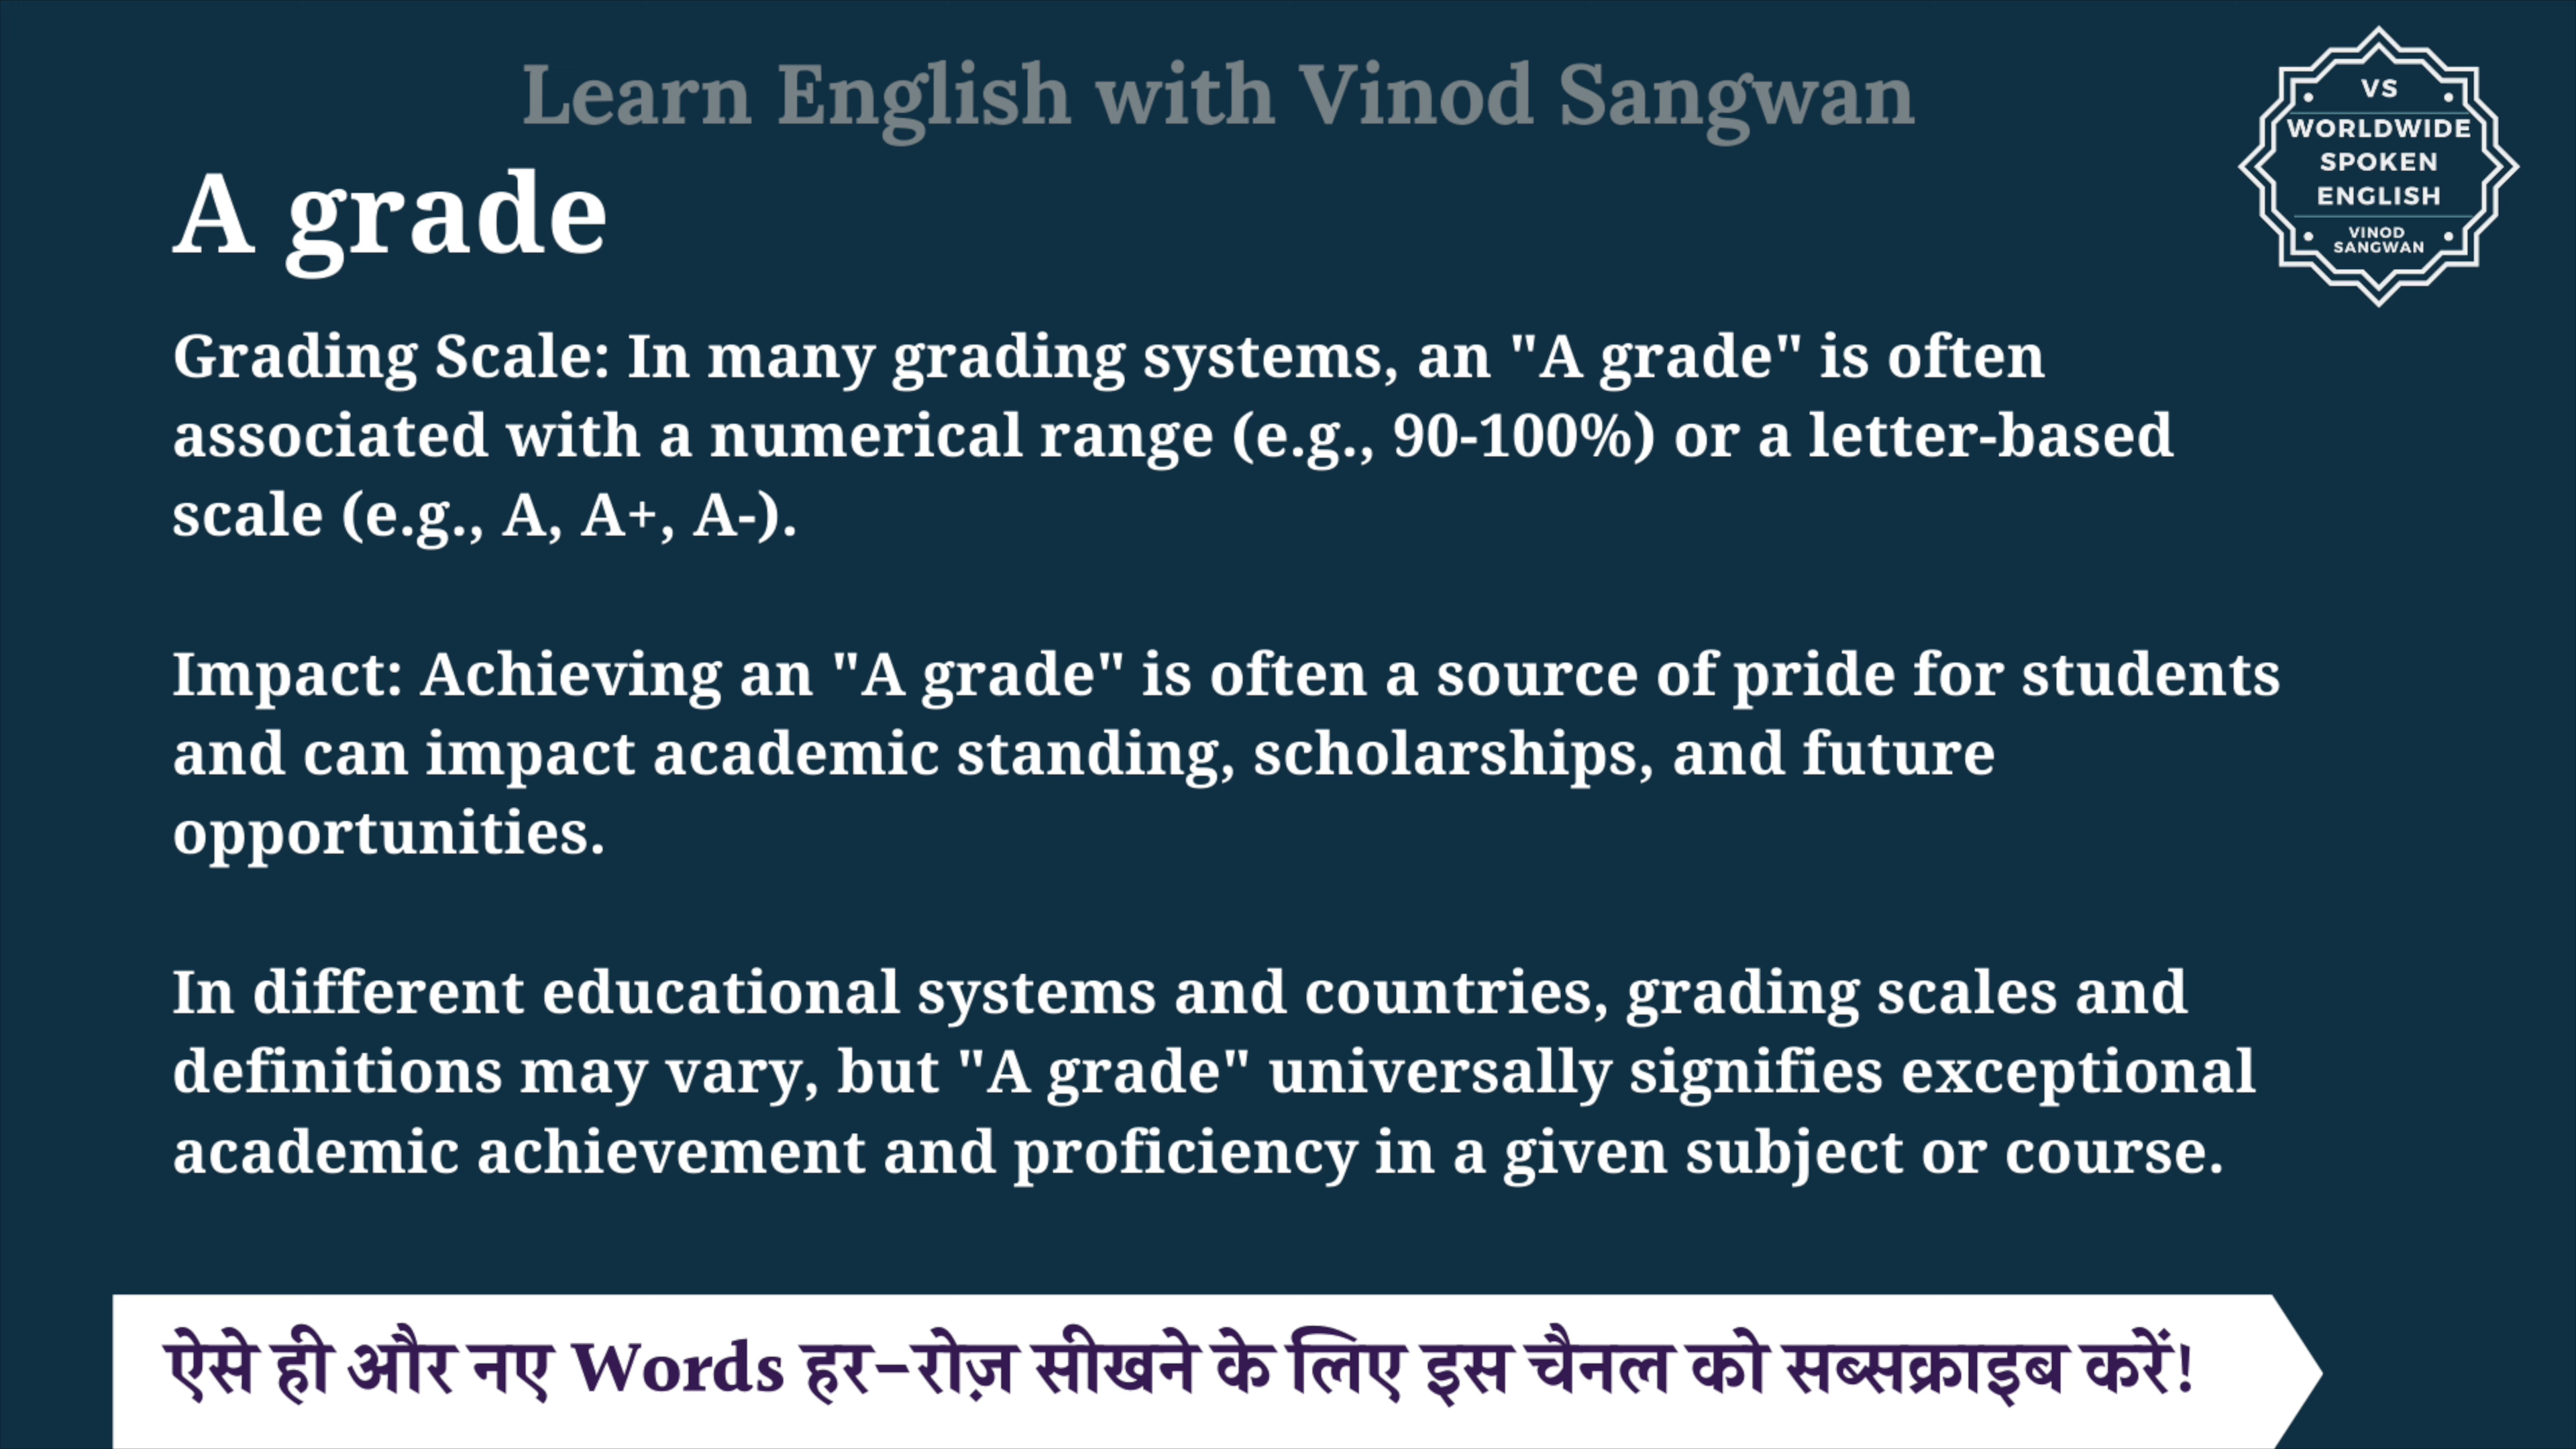 Learn English with Vinod Sangwan
VS
WORLDWIDE
SPOKEN
ENGLISH
VINOD
SANGWAN
A grade
Grading Scale: In many grading systems, an "A grade" is often
associated with a numerical range (e.g., 90-100%) or a letter-based
scale (e.g., A, A+, A-).
Impact: Achieving an "A grade" is often a source of pride for students
and can impact academic standing, scholarships, and future
opportunities.
In different educational systems and countries, grading scales and
definitions may vary, but "A grade" universally signifies exceptional
academic achievement and proficiency in a given subject or course.
ऐसे ही और नए Words हर-रोज़ सीखने के लिए इस चैनल को सब्सक्राइब करें!